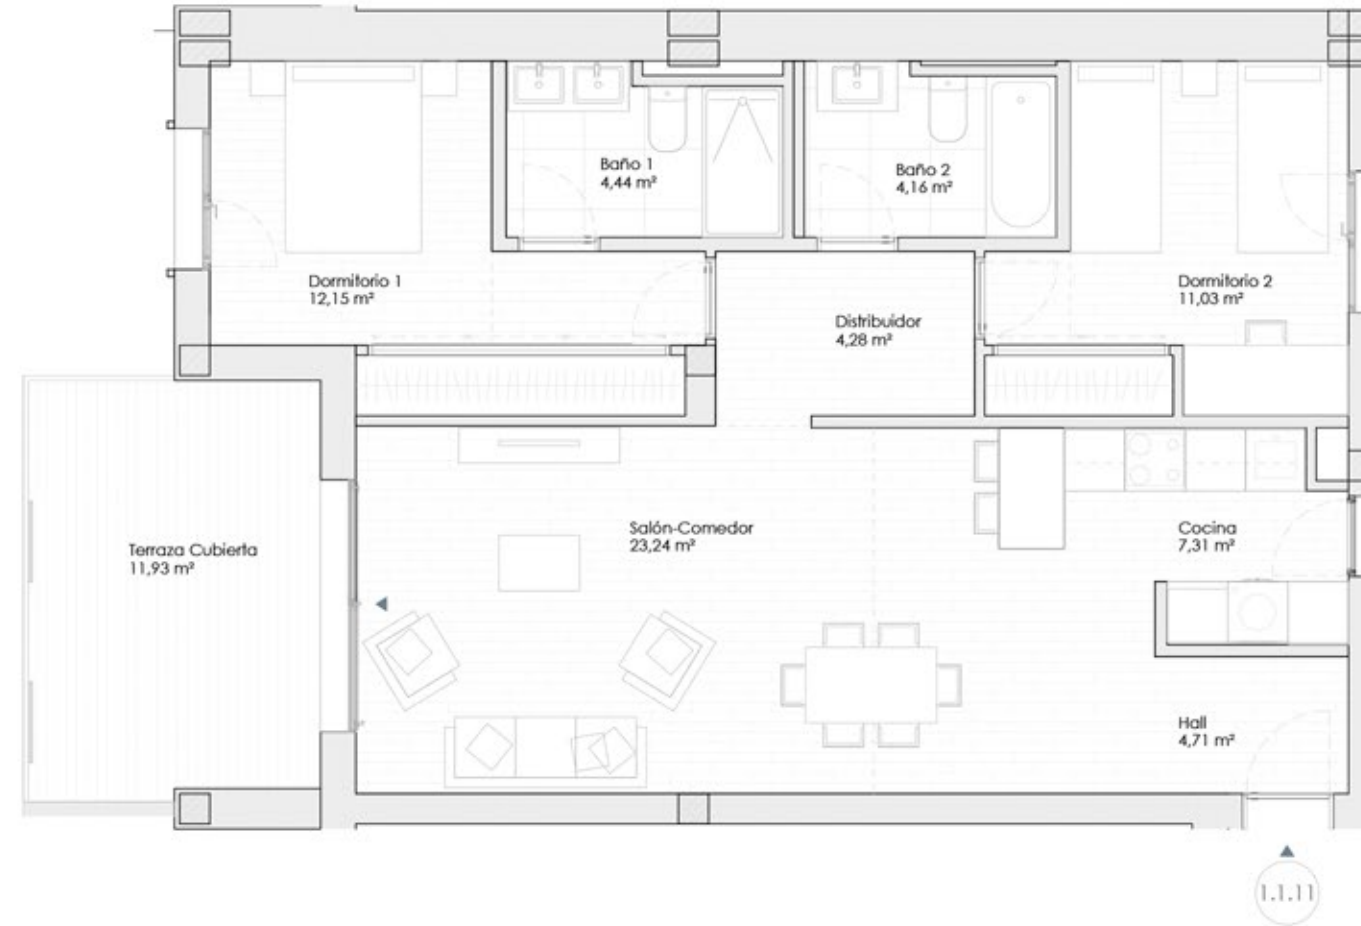 Baño 1
4,44 m²
Baño 2
4,16 m²
Dormitorio 1
12,15 m²
Dormitorio 2
11,03 m²
Distribuidor
4,28 m²
Terraza Cubierta
11,93 m²
Salón-Comedor
23,24 m²
Cocina
7,31 m²
Hall
4,71 m²
1.1.11